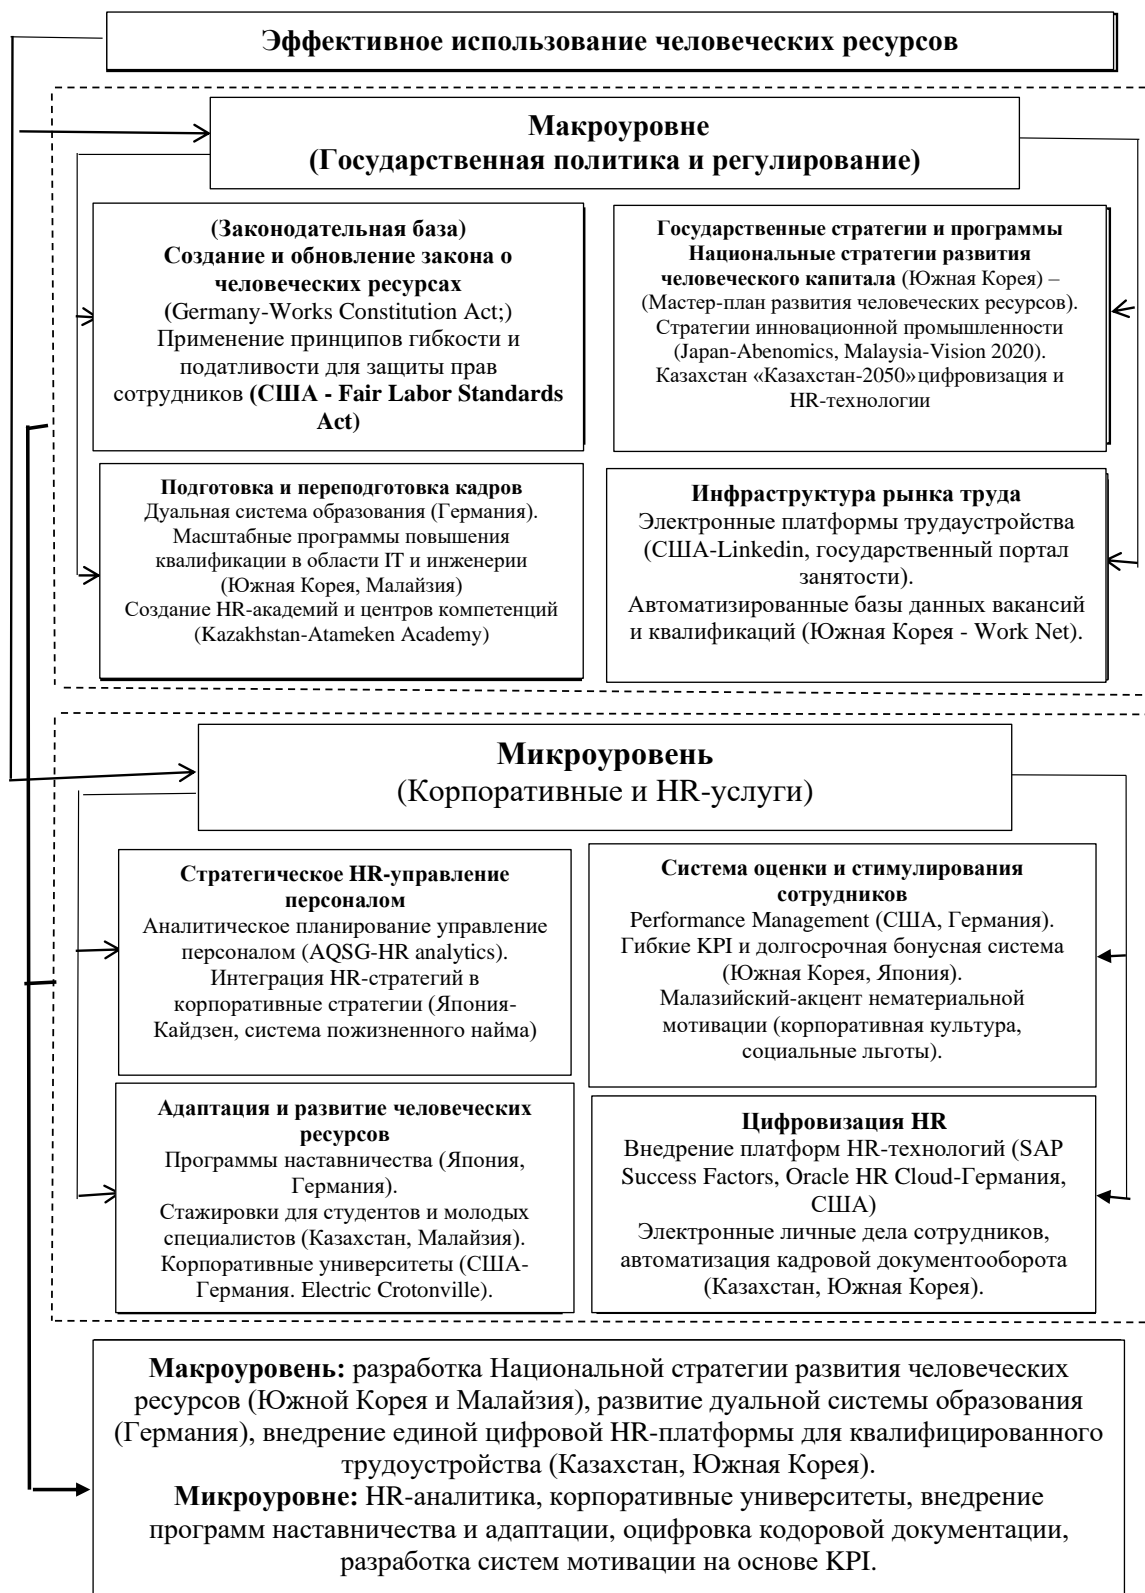 Эффективное использование человеческих ресурсов
Макроуровне
(Государственная политика и регулирование)
(Законодательная база)
Создание и обновление закона о
человеческих ресурсах
(Germany-Works Constitution Act;)
Применение принципов гибкости и
податливости для защиты прав
сотрудников (США - Fair Labor Standards
Act)
Государственные стратегии и программы
Национальные стратегии развития
человеческого капитала (Южная Корея) –
(Мастер-план развития человеческих ресурсов).
Стратегии инновационной промышленности
(Japan-Abenomics, Malaysia-Vision 2020).
Казахстан «Казахстан-2050»цифровизация и
HR-технологии
Подготовка и переподготовка кадров
Дуальная система образования (Германия).
Масштабные программы повышения
квалификации в области IT и инженерии
(Южная Корея, Малайзия)
Создание HR-академий и центров компетенций
(Kazakhstan-Atameken Academy)
Инфраструктура рынка труда
Электронные платформы трудаустройства
(США-Linkedin, государственный портал
занятости).
Автоматизированные базы данных вакансий
и квалификаций (Южная Корея - Work Net).
Микроуровень
(Корпоративные и HR-услуги)
Стратегическое HR-управление
персоналом
Аналитическое планирование управление
персоналом (AQSG-HR analytics).
Интеграция HR-стратегий в
корпоративные стратегии (Япония-
Кайдзен, система пожизненного найма)
Система оценки и стимулирования
сотрудников
Performance Management (США, Германия).
Гибкие KPI и долгосрочная бонусная система
(Южная Корея, Япония).
Малазийский-акцент нематериальной
мотивации (корпоративная культура,
социальные льготы).
Адаптация и развитие человеческих
ресурсов
Программы наставничества (Япония,
Германия).
Стажировки для студентов и молодых
специалистов (Казахстан, Малайзия).
Корпоративные университеты (США-
Германия. Electric Crotonville).
Цифровизация HR
Внедрение платформ HR-технологий (SAP
Success Factors, Oracle HR Cloud-Германия,
США)
Электронные личные дела сотрудников,
автоматизация кадровой документооборота
(Казахстан, Южная Корея).
Макроуровень: разработка Национальной стратегии развития человеческих
ресурсов (Южной Корея и Малайзия), развитие дуальной системы образования
(Германия), внедрение единой цифровой HR-платформы для квалифицированного
трудоустройства (Казахстан, Южная Корея).
Микроуровне: HR-аналитика, корпоративные университеты, внедрение
программ наставничества и адаптации, оцифровка кодоровой документации,
разработка систем мотивации на основе KPI.